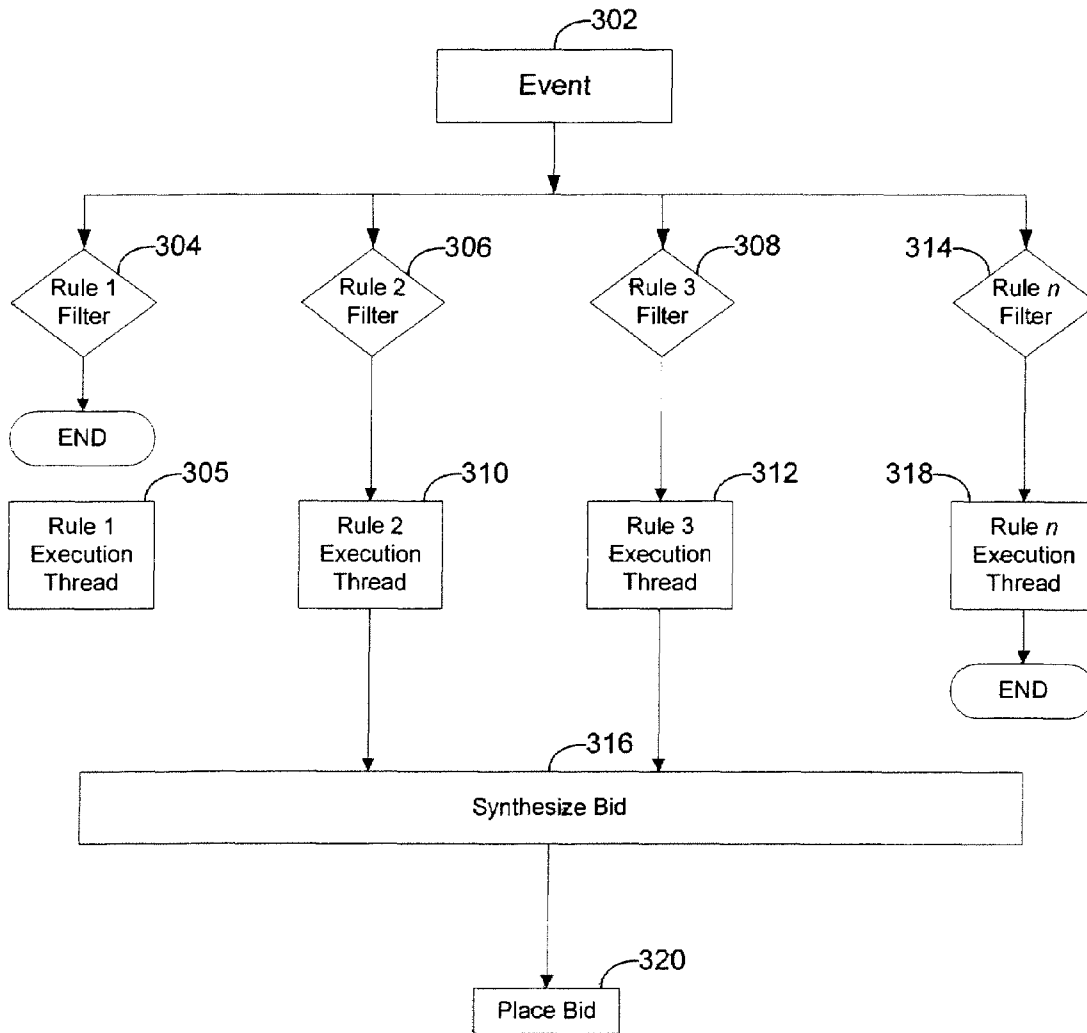 302
Event
304
306
308
314
Rule 1
Filter
Rule 2
Filter
Rule 3
Filter
Rule n
Filter
END
305
310
312
318
Rule 1
Execution
Thread
Rule 2
Execution
Thread
Rule 3
Execution
Thread
Rule n
Execution
Thread
END
316
Synthesize Bid
320
Place Bid